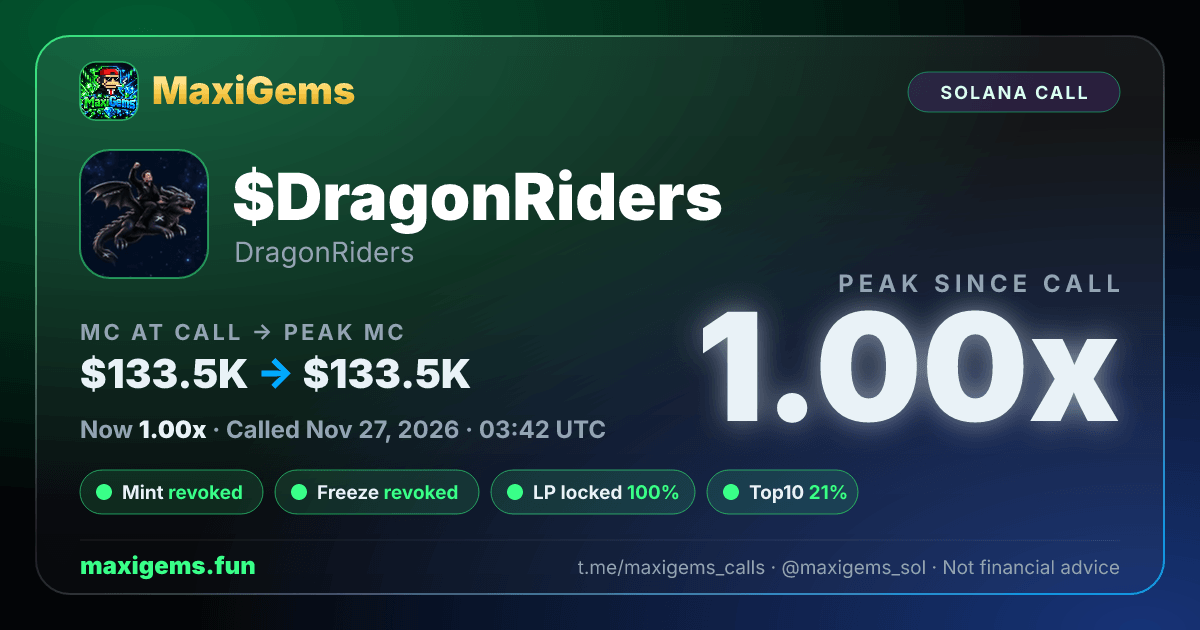 MaxiGems
MaxiGems
SOLANA CALL
$DragonRiders
DragonRiders
PEAK SINCE CALL
1.00x
MC AT CALL → PEAK MC
$133.5K → $133.5K
Now 1.00x · Called Nov 27, 2026 · 03:42 UTC
Mint revoked
Freeze revoked
LP locked 100%
Top10 21%
maxigems.fun
t.me/maxigems_calls · @maxigems_sol · Not financial advice